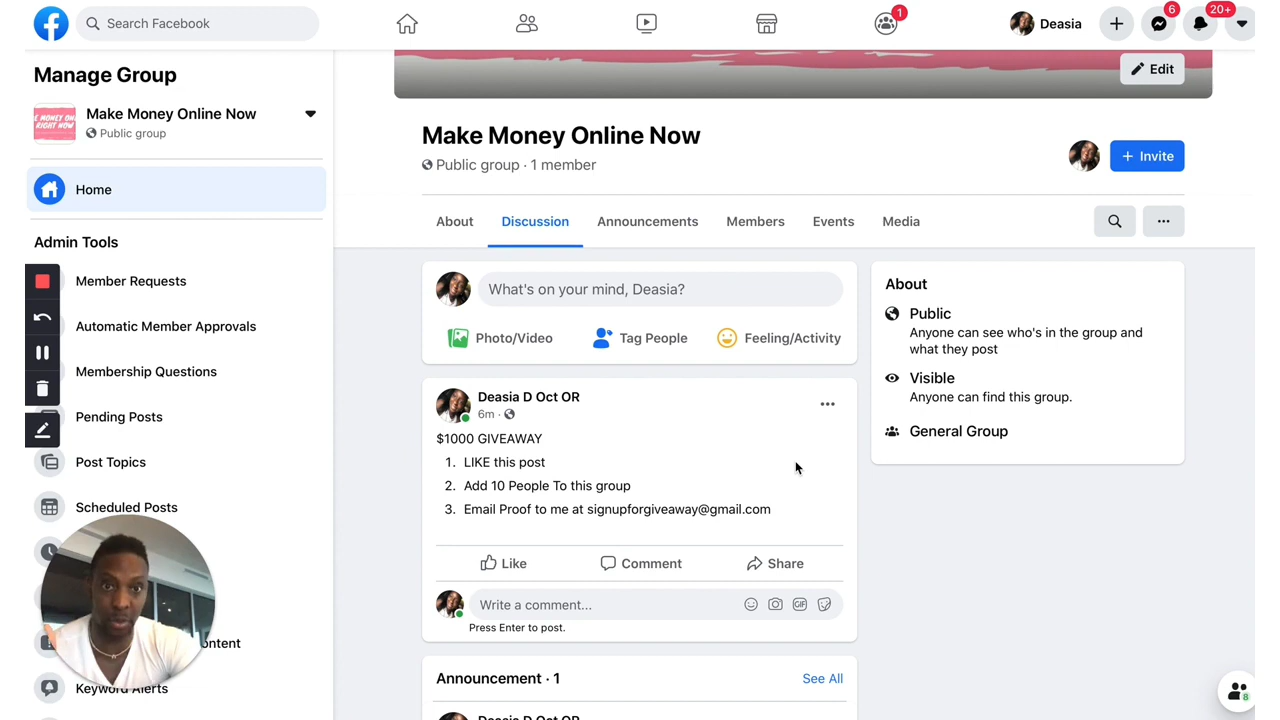 Search Facebook
1
Deasia
6
20+
Manage Group
Make Money Online Now
Public group
Home
Admin Tools
Member Requests
Automatic Member Approvals
Membership Questions
Pending Posts
Post Topics
Scheduled Posts
ontent
Keyword Alerts
Edit
Make Money Online Now
Public group · 1 member
+ Invite
About
Discussion
Announcements
Members
Events
Media
What's on your mind, Deasia?
Photo/Video
Tag People
Feeling/Activity
Deasia D Oct OR
6m ·
$1000 GIVEAWAY
1. LIKE this post
2. Add 10 People To this group
3. Email Proof to me at signupforgiveaway@gmail.com
Like
Comment
Share
Write a comment...
GIF
Press Enter to post.
Announcement · 1
See All
Deasia D Oct OR
About
Public
Anyone can see who's in the group and
what they post
Visible
Anyone can find this group.
General Group
8